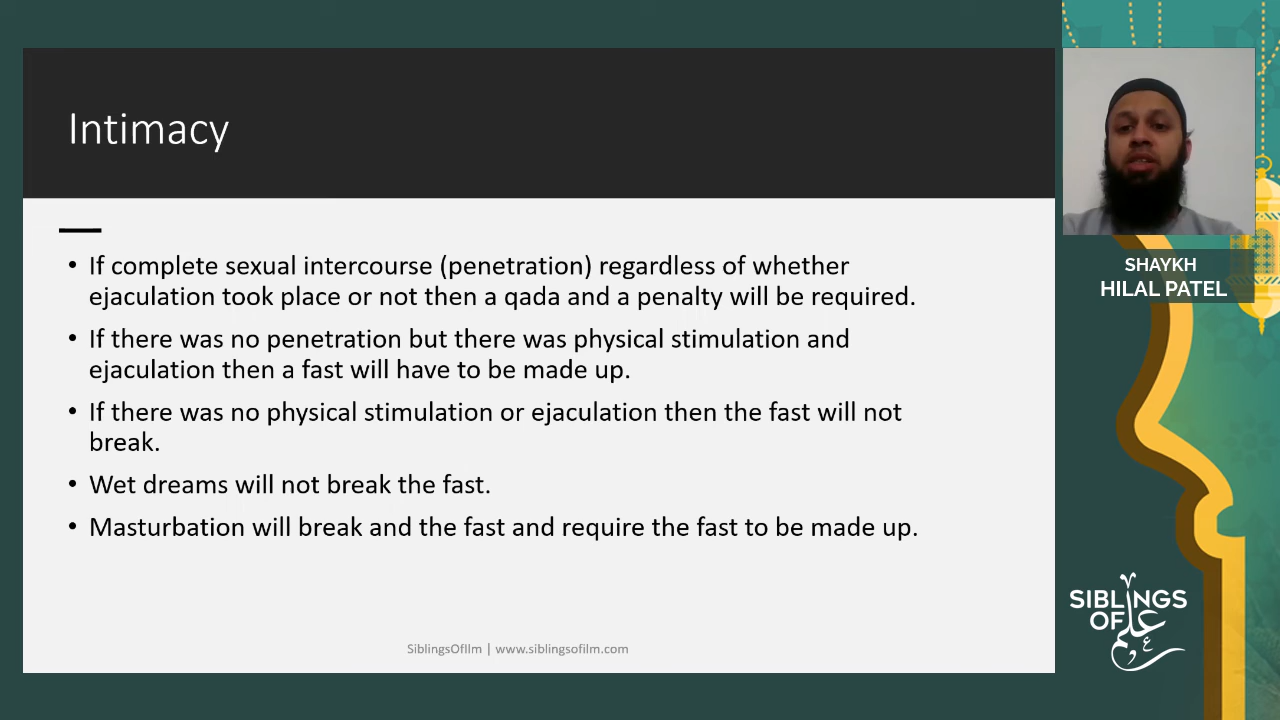 Intimacy
• If complete sexual intercourse (penetration) regardless of whether
ejaculation took place or not then a qada and a penalty will be required.
• If there was no penetration but there was physical stimulation and
ejaculation then a fast will have to be made up.
• If there was no physical stimulation or ejaculation then the fast will not
break.
• Wet dreams will not break the fast.
• Masturbation will break and the fast and require the fast to be made up.
SiblingsOfIlm | www.siblingsofilm.com
SHAYKH
HILAL PATEL
SIBLINGS
OF علم